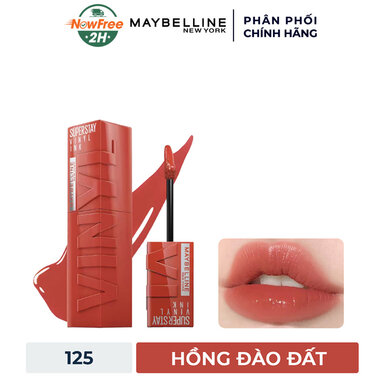 NowFree
2H
MAYBELLINE
NEW YORK
PHÂN PHỐI
CHÍNH HÃNG
SUPERSTAY
VINYL
INK
VINYL
MAYBELLINE
SUPERSTAY
VINYL
INK
125
HỒNG ĐÀO ĐẤT